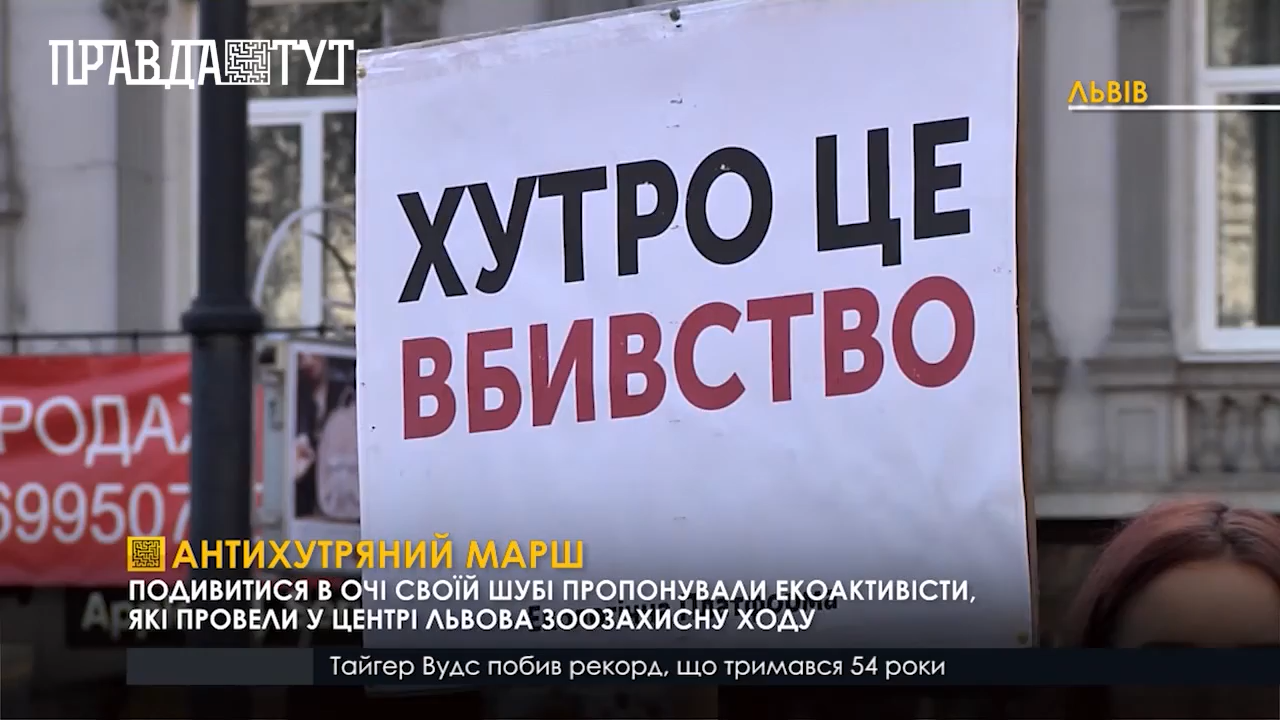 ПРАВДА ТУТ
ЛЬВІВ
ХУТРО ЦЕ
ВБИВСТВО
РОДАЖ
699507
АНТИХУТРЯНИЙ МАРШ
ПОДИВИТИСЯ В ОЧІ СВОЇЙ ШУБІ ПРОПОНУВАЛИ ЕКОАКТИВІСТИ,
ЯКІ ПРОВЕЛИ У ЦЕНТРІ ЛЬВОВА ЗООЗАХИСНУ ХОДУ
Платформа
Тайгер Вудс побив рекорд, що тримався 54 роки